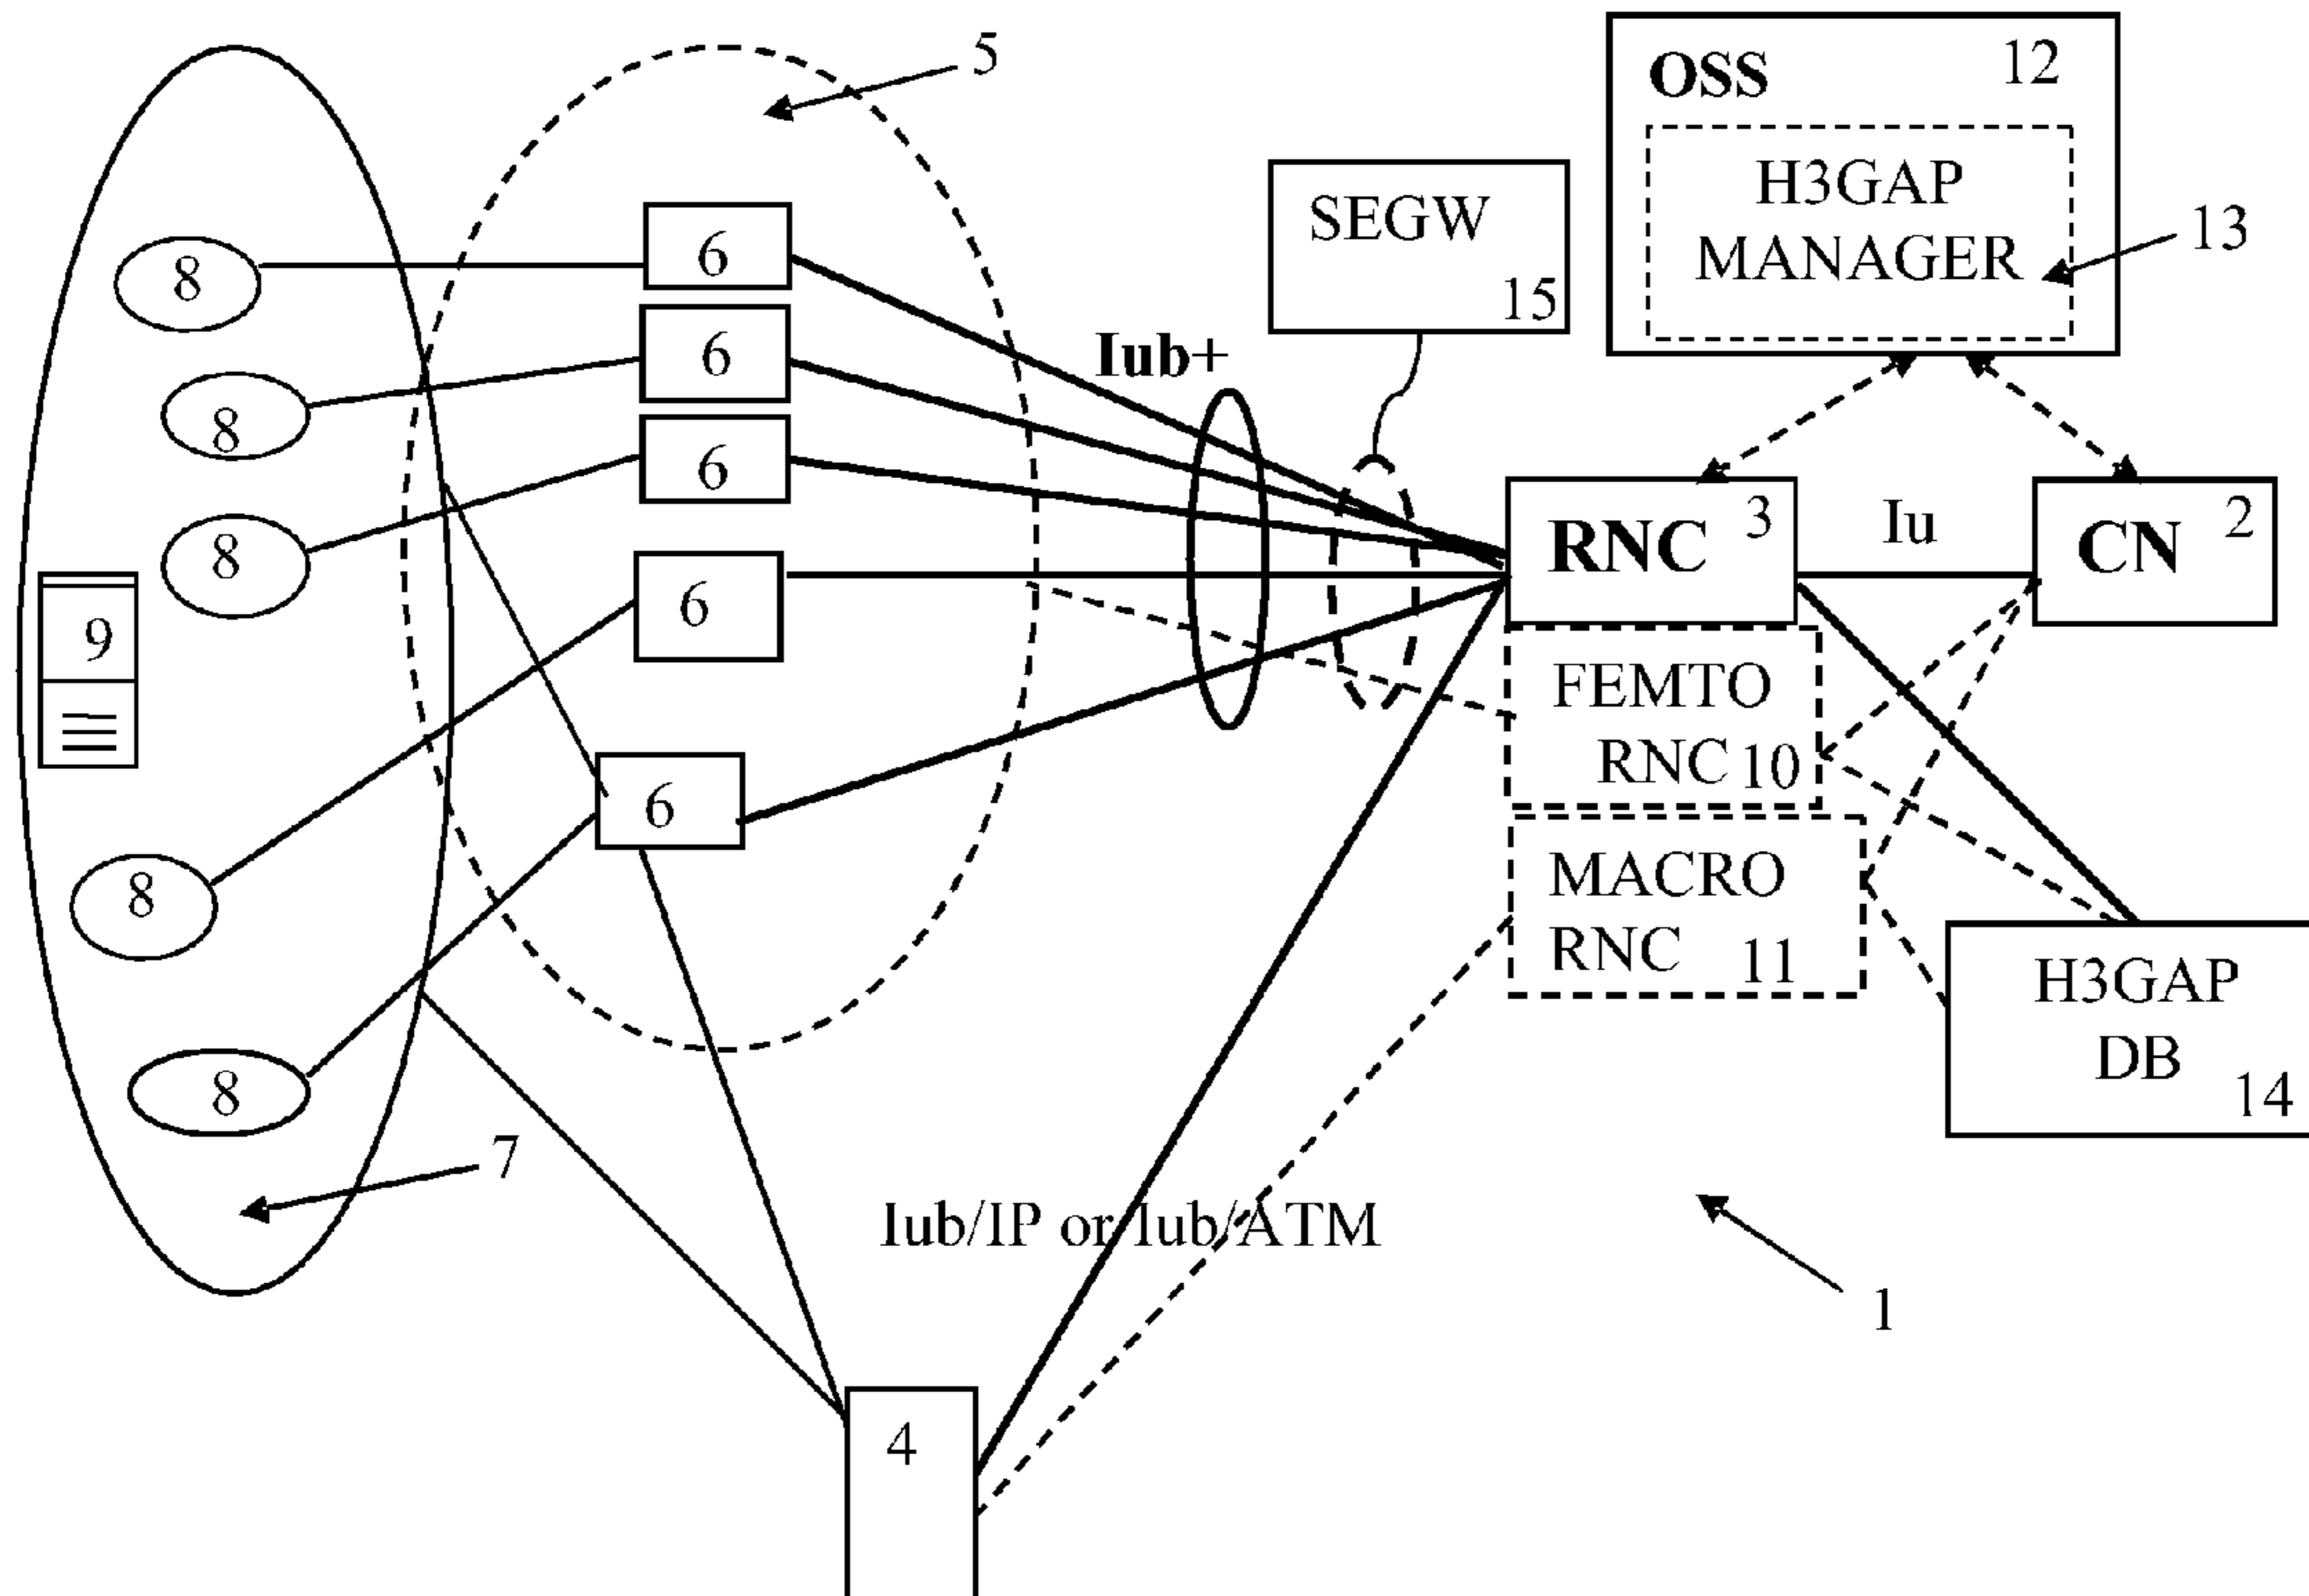 5
OSS 12
H3GAP
MANAGER
13
SEGW
15
8
6
8
6
8
6
Iub+
RNC 3
Iu
CN 2
9
6
FEMTO
RNC 10
6
MACRO
RNC 11
8
H3GAP
DB
14
8
7
Iub/IP or Iub/ATM
1
4